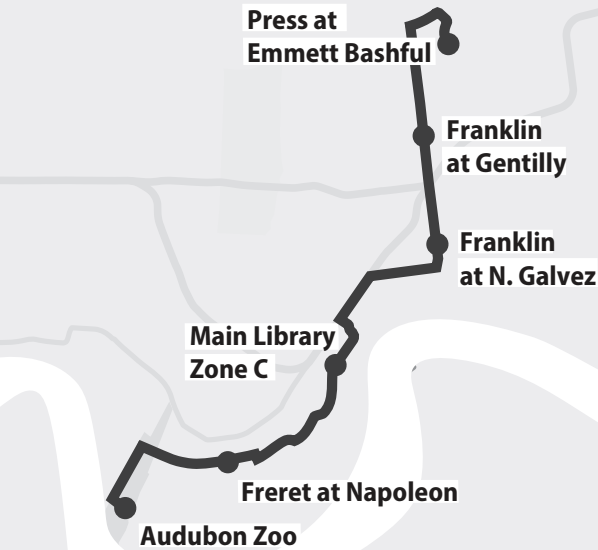 Press at
Emmett Bashful
Franklin
at Gentilly
Franklin
at N. Galvez
Main Library
Zone C
Freret at Napoleon
Audubon Zoo